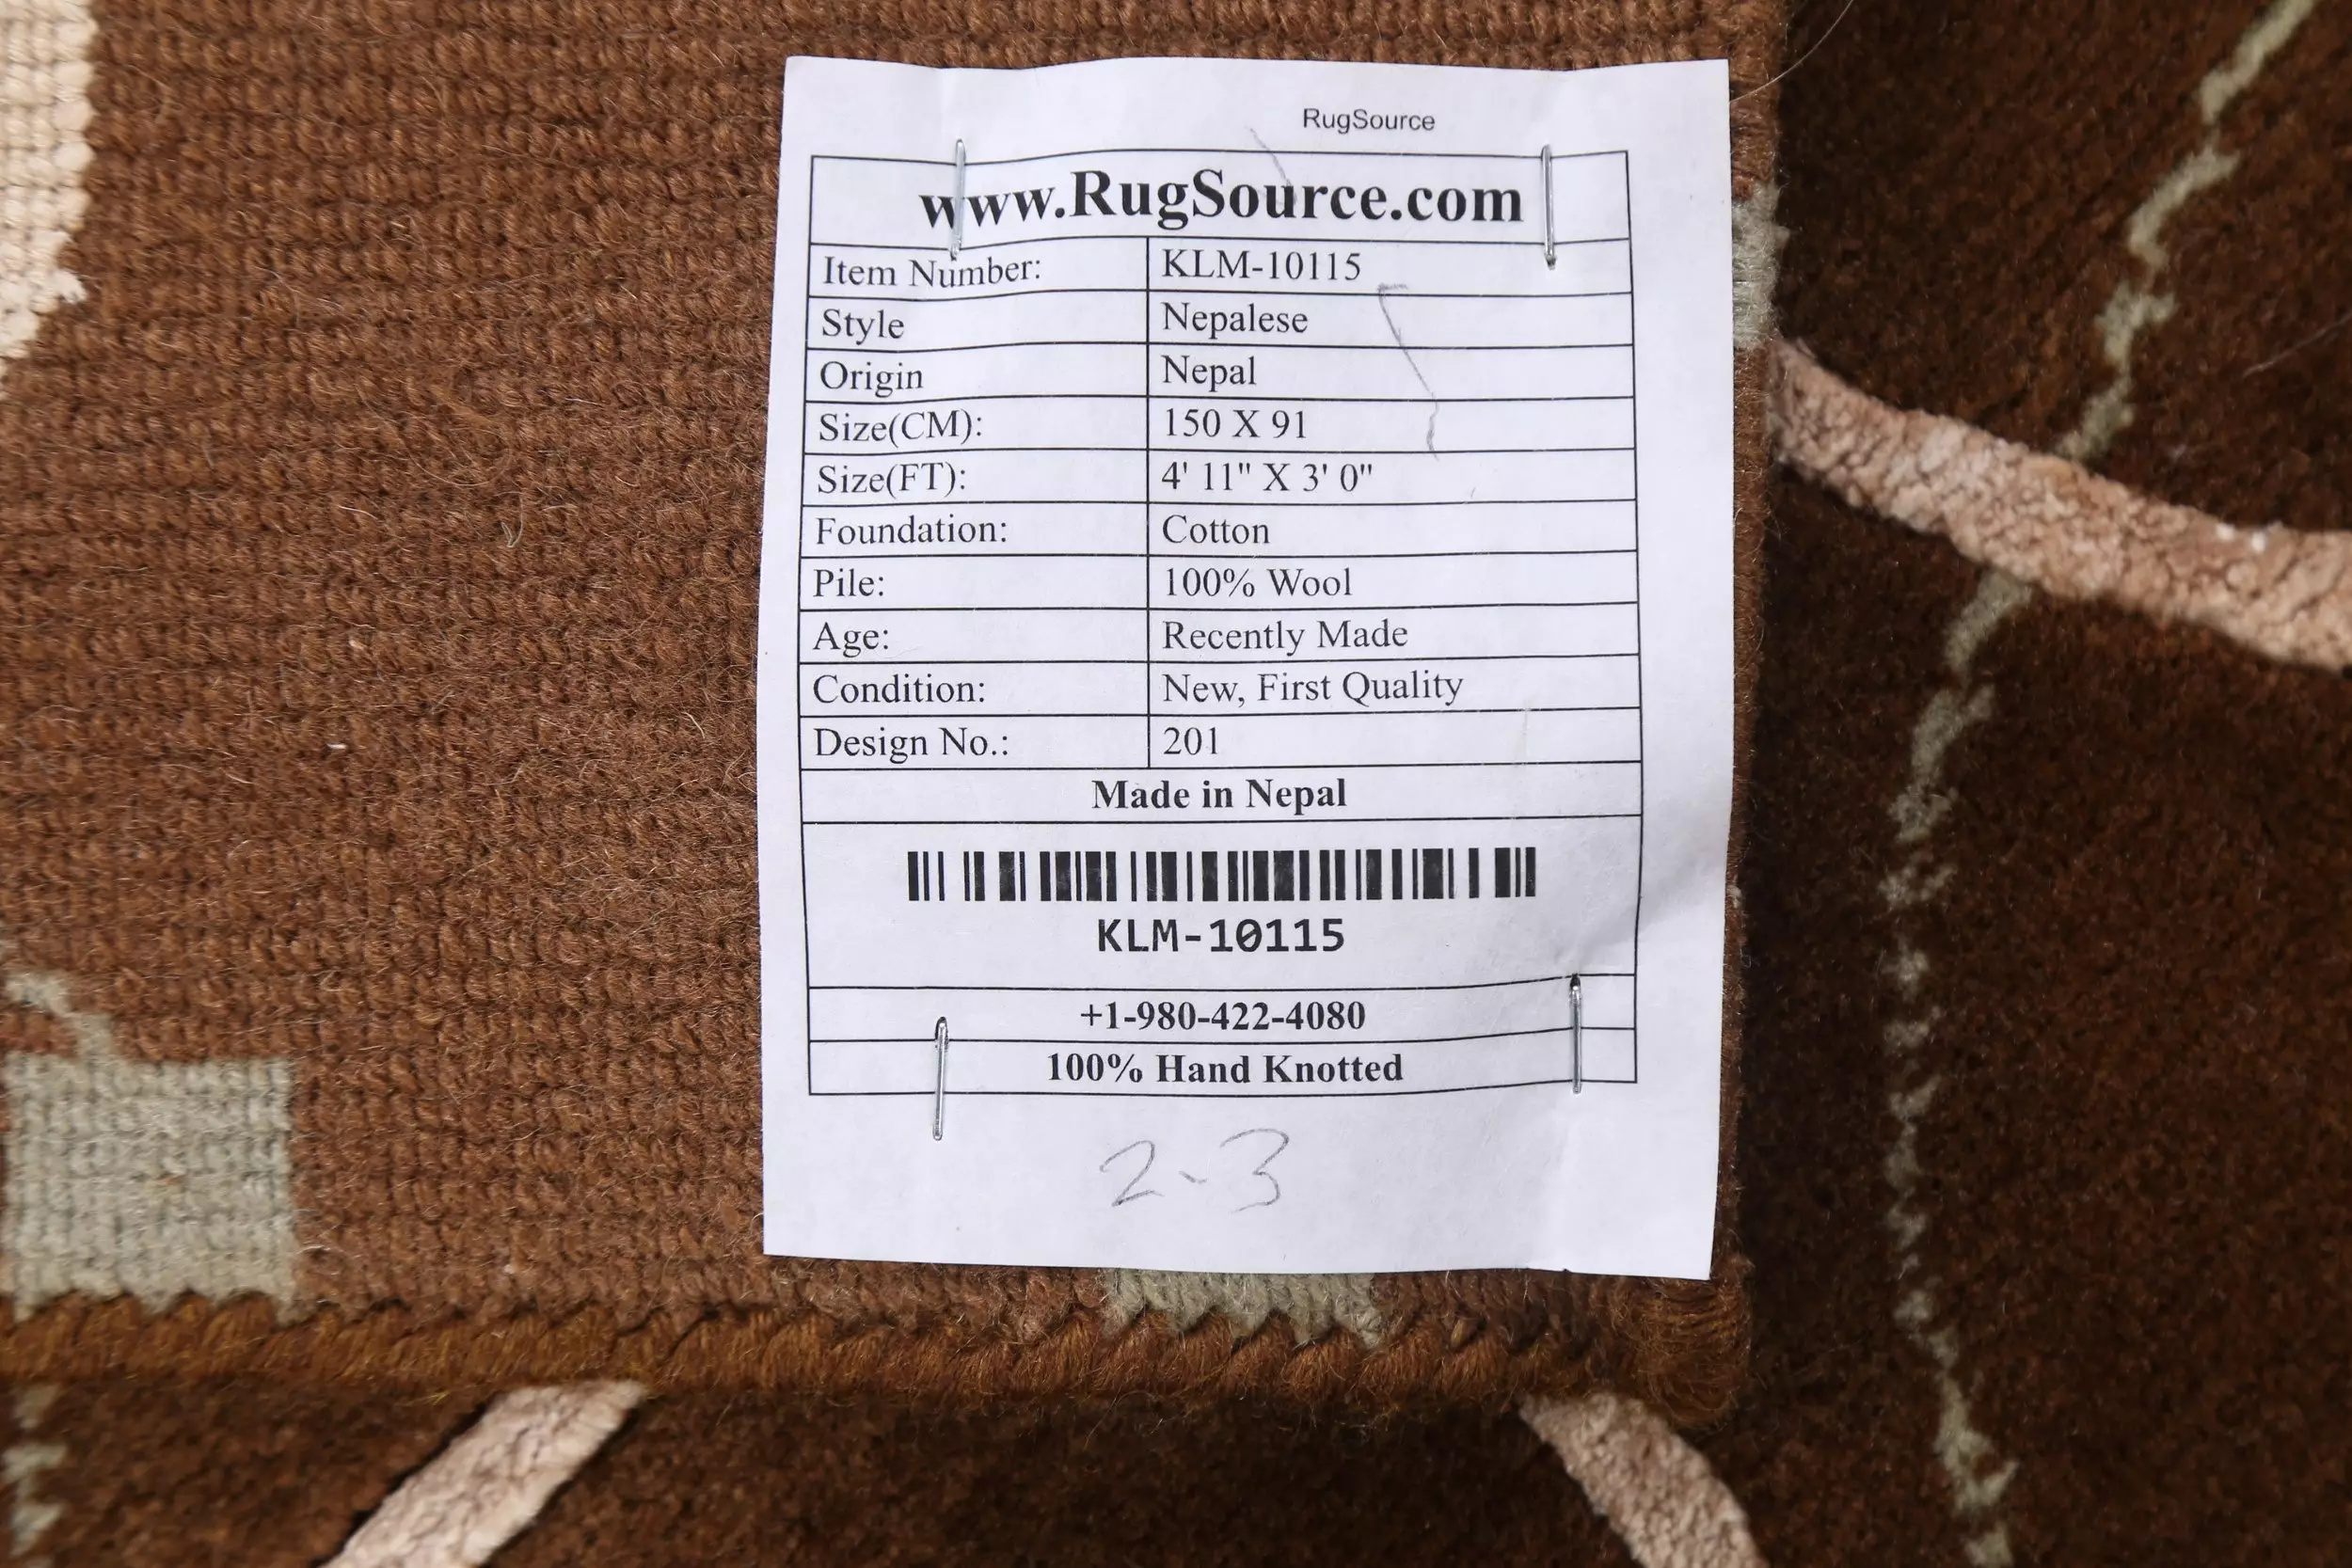 RugSource
www.RugSource.com
Item Number: KLM-10115
Style Nepalese
Origin Nepal
Size(CM): 150 X 91
Size(FT): 4' 11" X 3' 0"
Foundation: Cotton
Pile: 100% Wool
Age: Recently Made
Condition: New, First Quality
Design No.: 201
Made in Nepal
KLM-10115
+1-980-422-4080
100% Hand Knotted
2-3